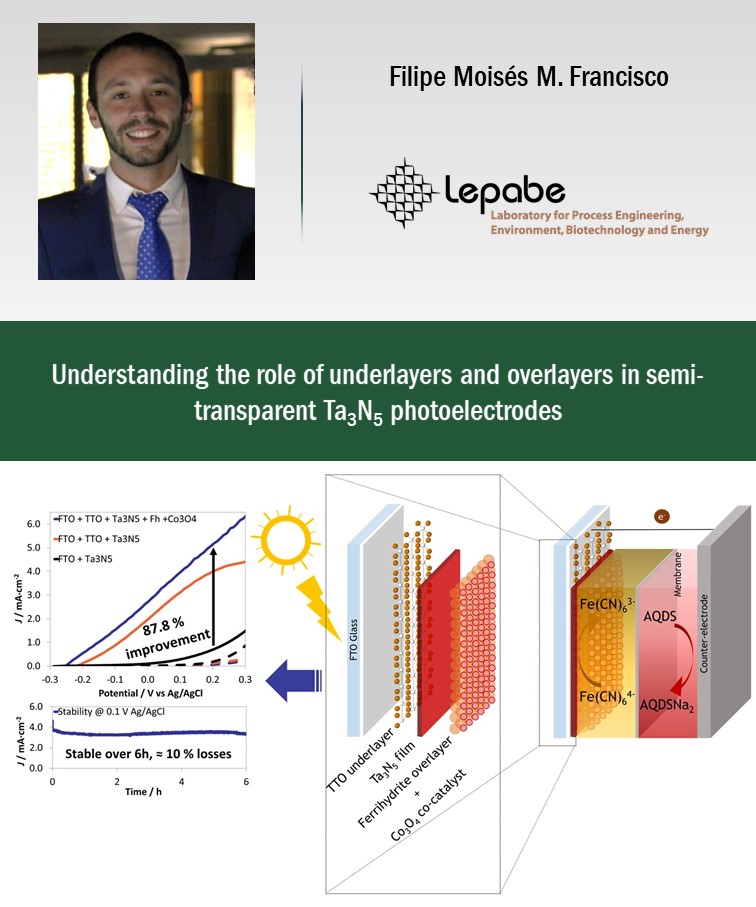 Filipe Moisés M. Francisco
Lepabe
Laboratory for Process Engineering,
Environment, Biotechnology and Energy
Understanding the role of underlayers and overlayers in semi-
transparent Ta₃N₅ photoelectrodes
FTO + TTO + Ta3N5 + Fh +Co3O4
FTO + TTO + Ta3N5
FTO + Ta3N5
6.0
5.0
4.0
3.0
2.0
1.0
0.0
J / mA·cm⁻²
87.8 %
improvement
-0.3
-0.2
-0.1
0.0
0.1
0.2
0.3
Potential / V vs Ag/AgCl
Stability @ 0.1 V Ag/AgCl
6.0
4.0
2.0
0.0
J / mA·cm⁻²
Stable over 6h, ≈ 10 % losses
0
2
4
6
Time / h
FTO Glass
TTO underlayer
Ta₃N₅ film
Ferrihydrite overlayer
+
Co₃O₄ co-catalyst
e⁻
Fe(CN)₆³⁻
Fe(CN)₆⁴⁻
Membrane
AQDS
AQDSNa₂
Counter-electrode